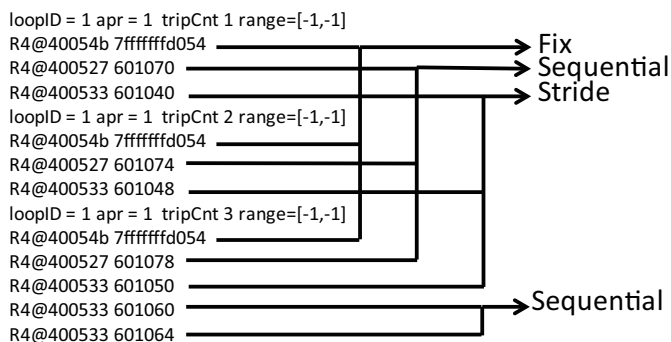 loopID = 1 apr = 1 tripCnt 1 range=[-1,-1]
R4@40054b 7fffffffd054 Fix
R4@400527 601070 Sequential
R4@400533 601040 Stride
loopID = 1 apr = 1 tripCnt 2 range=[-1,-1]
R4@40054b 7fffffffd054
R4@400527 601074
R4@400533 601048
loopID = 1 apr = 1 tripCnt 3 range=[-1,-1]
R4@40054b 7fffffffd054
R4@400527 601078
R4@400533 601050
R4@400533 601060 Sequential
R4@400533 601064